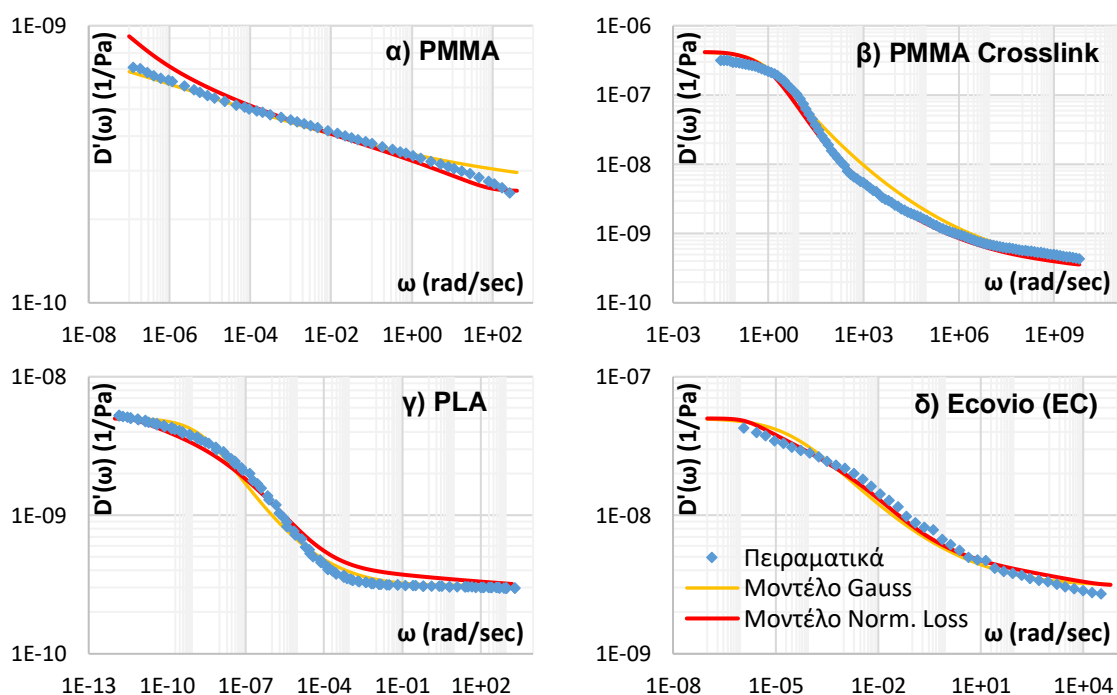 1E-09
D'(ω) (1/Pa)
α) PMMA
1E-10
ω (rad/sec)
1E-08 1E-06 1E-04 1E-02 1E+00 1E+02
1E-06
D'(ω) (1/Pa)
β) PMMA Crosslink
1E-07
1E-08
1E-09
1E-10
ω (rad/sec)
1E-03 1E+00 1E+03 1E+06 1E+09
1E-08
D'(ω) (1/Pa)
γ) PLA
1E-09
1E-10
ω (rad/sec)
1E-13 1E-10 1E-07 1E-04 1E-01 1E+02
1E-07
D'(ω) (1/Pa)
δ) Ecovio (EC)
1E-08
Πειραματικά
Μοντέλο Gauss
Μοντέλο Norm. Loss
1E-09
ω (rad/sec)
1E-08 1E-05 1E-02 1E+01 1E+04